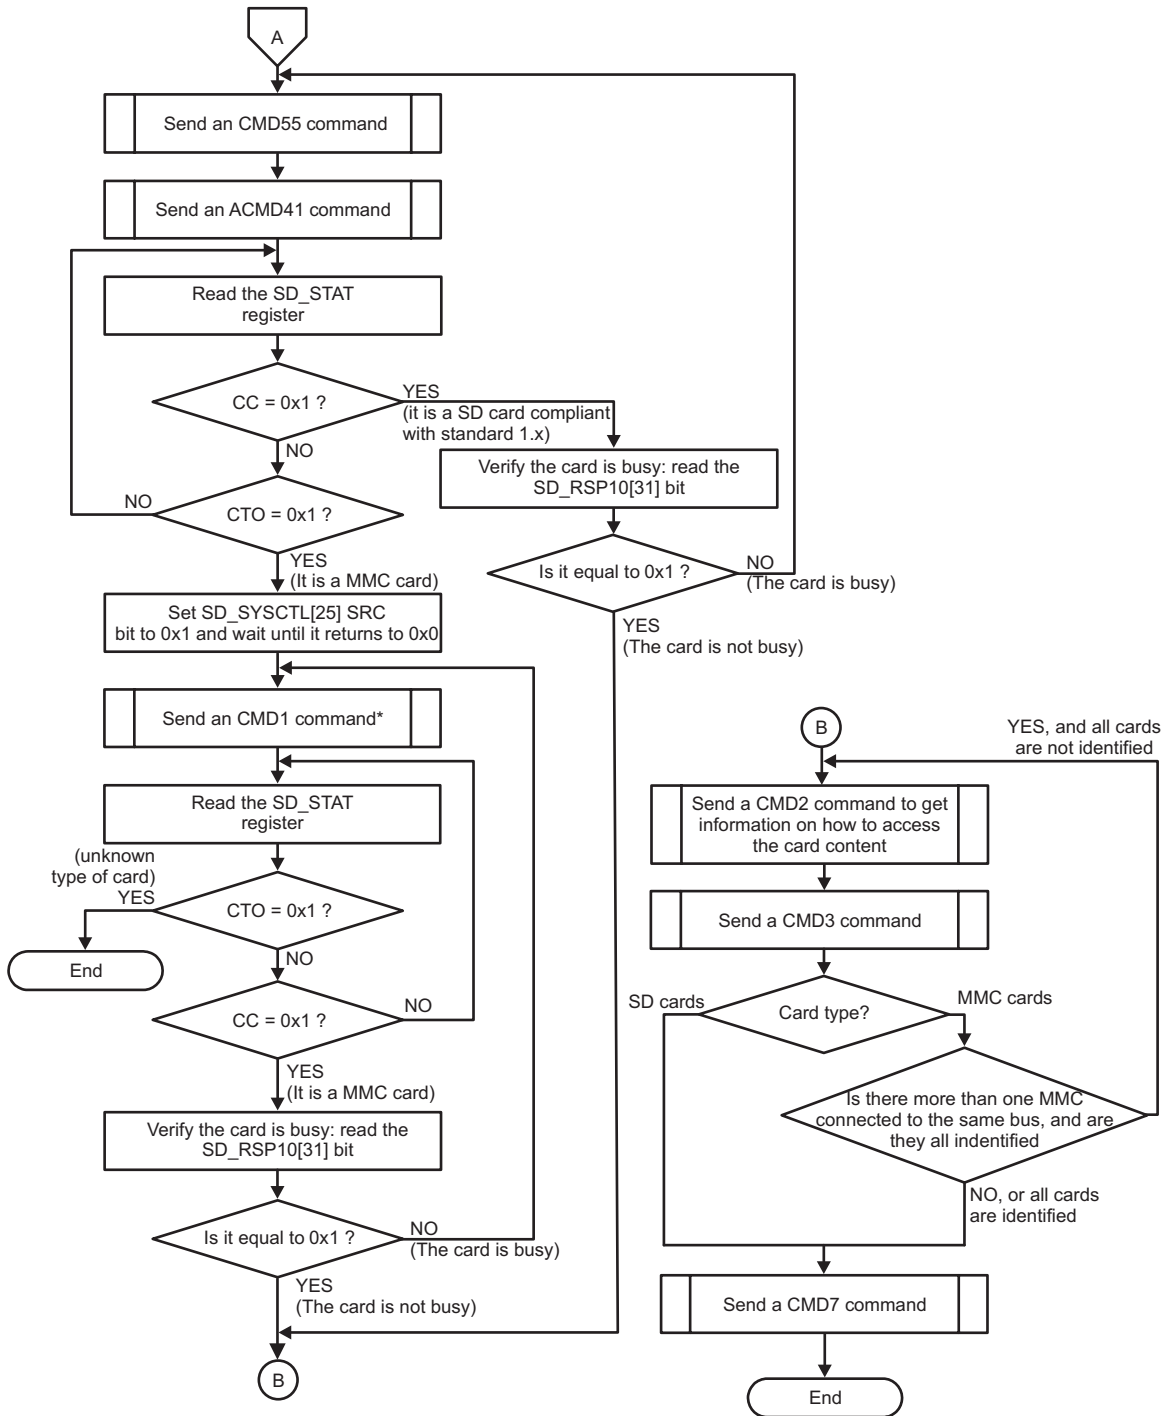 A
Send an CMD55 command
Send an ACMD41 command
Read the SD_STAT
register
CC = 0x1 ?
YES
(it is a SD card compliant
with standard 1.x)
NO
Verify the card is busy: read the
SD_RSP10[31] bit
CTO = 0x1 ?
NO
YES
(It is a MMC card)
Is it equal to 0x1 ?
NO
(The card is busy)
YES
(The card is not busy)
Set SD_SYSCTL[25] SRC
bit to 0x1 and wait until it returns to 0x0
Send an CMD1 command*
Read the SD_STAT
register
(unknown
type of card)
YES
CTO = 0x1 ?
End
NO
CC = 0x1 ?
NO
YES
(It is a MMC card)
Verify the card is busy: read the
SD_RSP10[31] bit
Is it equal to 0x1 ?
NO
(The card is busy)
YES
(The card is not busy)
B
B
YES, and all cards
are not identified
Send a CMD2 command to get
information on how to access
the card content
Send a CMD3 command
SD cards
Card type?
MMC cards
Is there more than one MMC
connected to the same bus, and are
they all indentified
NO, or all cards
are identified
Send a CMD7 command
End